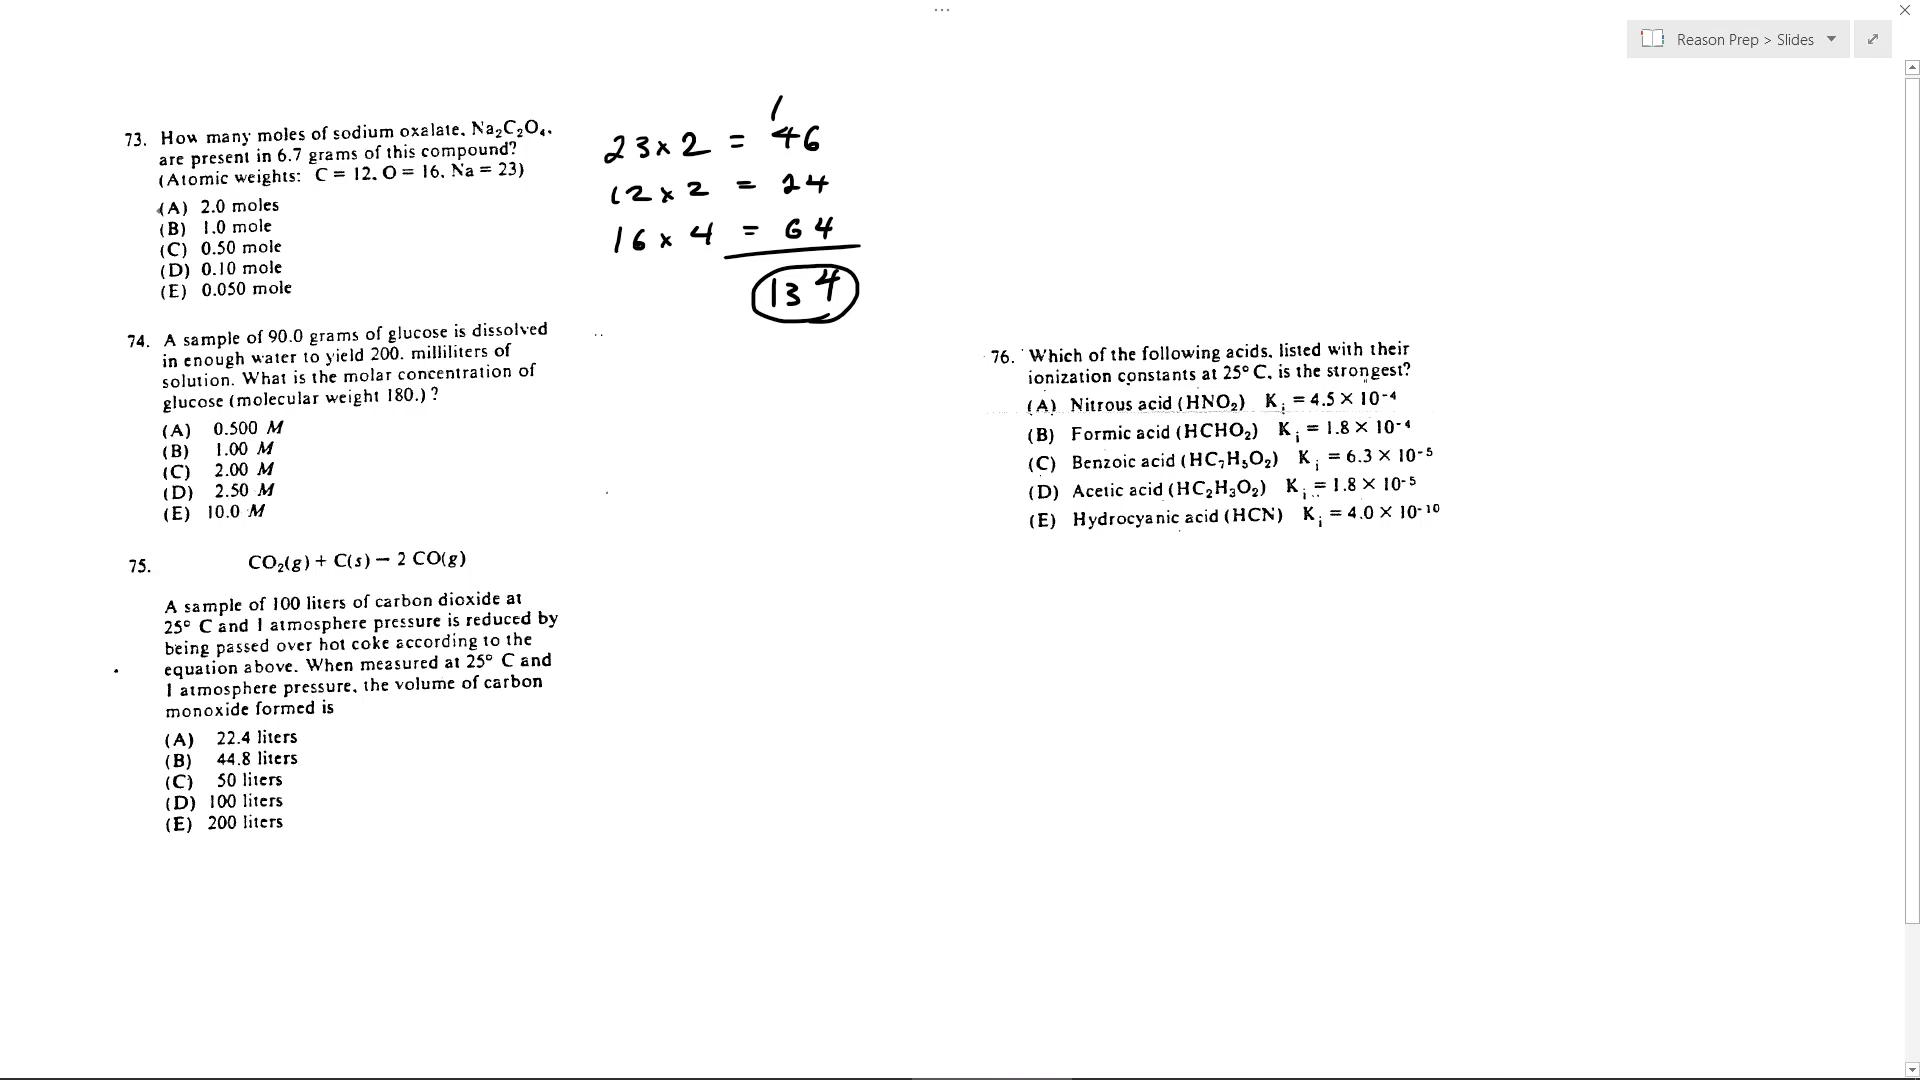 Reason Prep > Slides
73. How many moles of sodium oxalate, Na₂C₂O₄,
are present in 6.7 grams of this compound?
(Atomic weights: C = 12, O = 16, Na = 23)
(A) 2.0 moles
(B) 1.0 mole
(C) 0.50 mole
(D) 0.10 mole
(E) 0.050 mole
1
23 x 2 = 46
12 x 2 = 24
16 x 4 = 64
134
74. A sample of 90.0 grams of glucose is dissolved
in enough water to yield 200. milliliters of
solution. What is the molar concentration of
glucose (molecular weight 180.) ?
(A) 0.500 M
(B) 1.00 M
(C) 2.00 M
(D) 2.50 M
(E) 10.0 M
75. CO₂(g) + C(s) — 2 CO(g)
A sample of 100 liters of carbon dioxide at
25° C and 1 atmosphere pressure is reduced by
being passed over hot coke according to the
equation above. When measured at 25° C and
1 atmosphere pressure, the volume of carbon
monoxide formed is
(A) 22.4 liters
(B) 44.8 liters
(C) 50 liters
(D) 100 liters
(E) 200 liters
76. Which of the following acids, listed with their
ionization constants at 25° C, is the strongest?
(A) Nitrous acid (HNO₂) Kᵢ = 4.5 × 10⁻⁴
(B) Formic acid (HCHO₂) Kᵢ = 1.8 × 10⁻⁴
(C) Benzoic acid (HC₇H₅O₂) Kᵢ = 6.3 × 10⁻⁵
(D) Acetic acid (HC₂H₃O₂) Kᵢ = 1.8 × 10⁻⁵
(E) Hydrocyanic acid (HCN) Kᵢ = 4.0 × 10⁻¹⁰